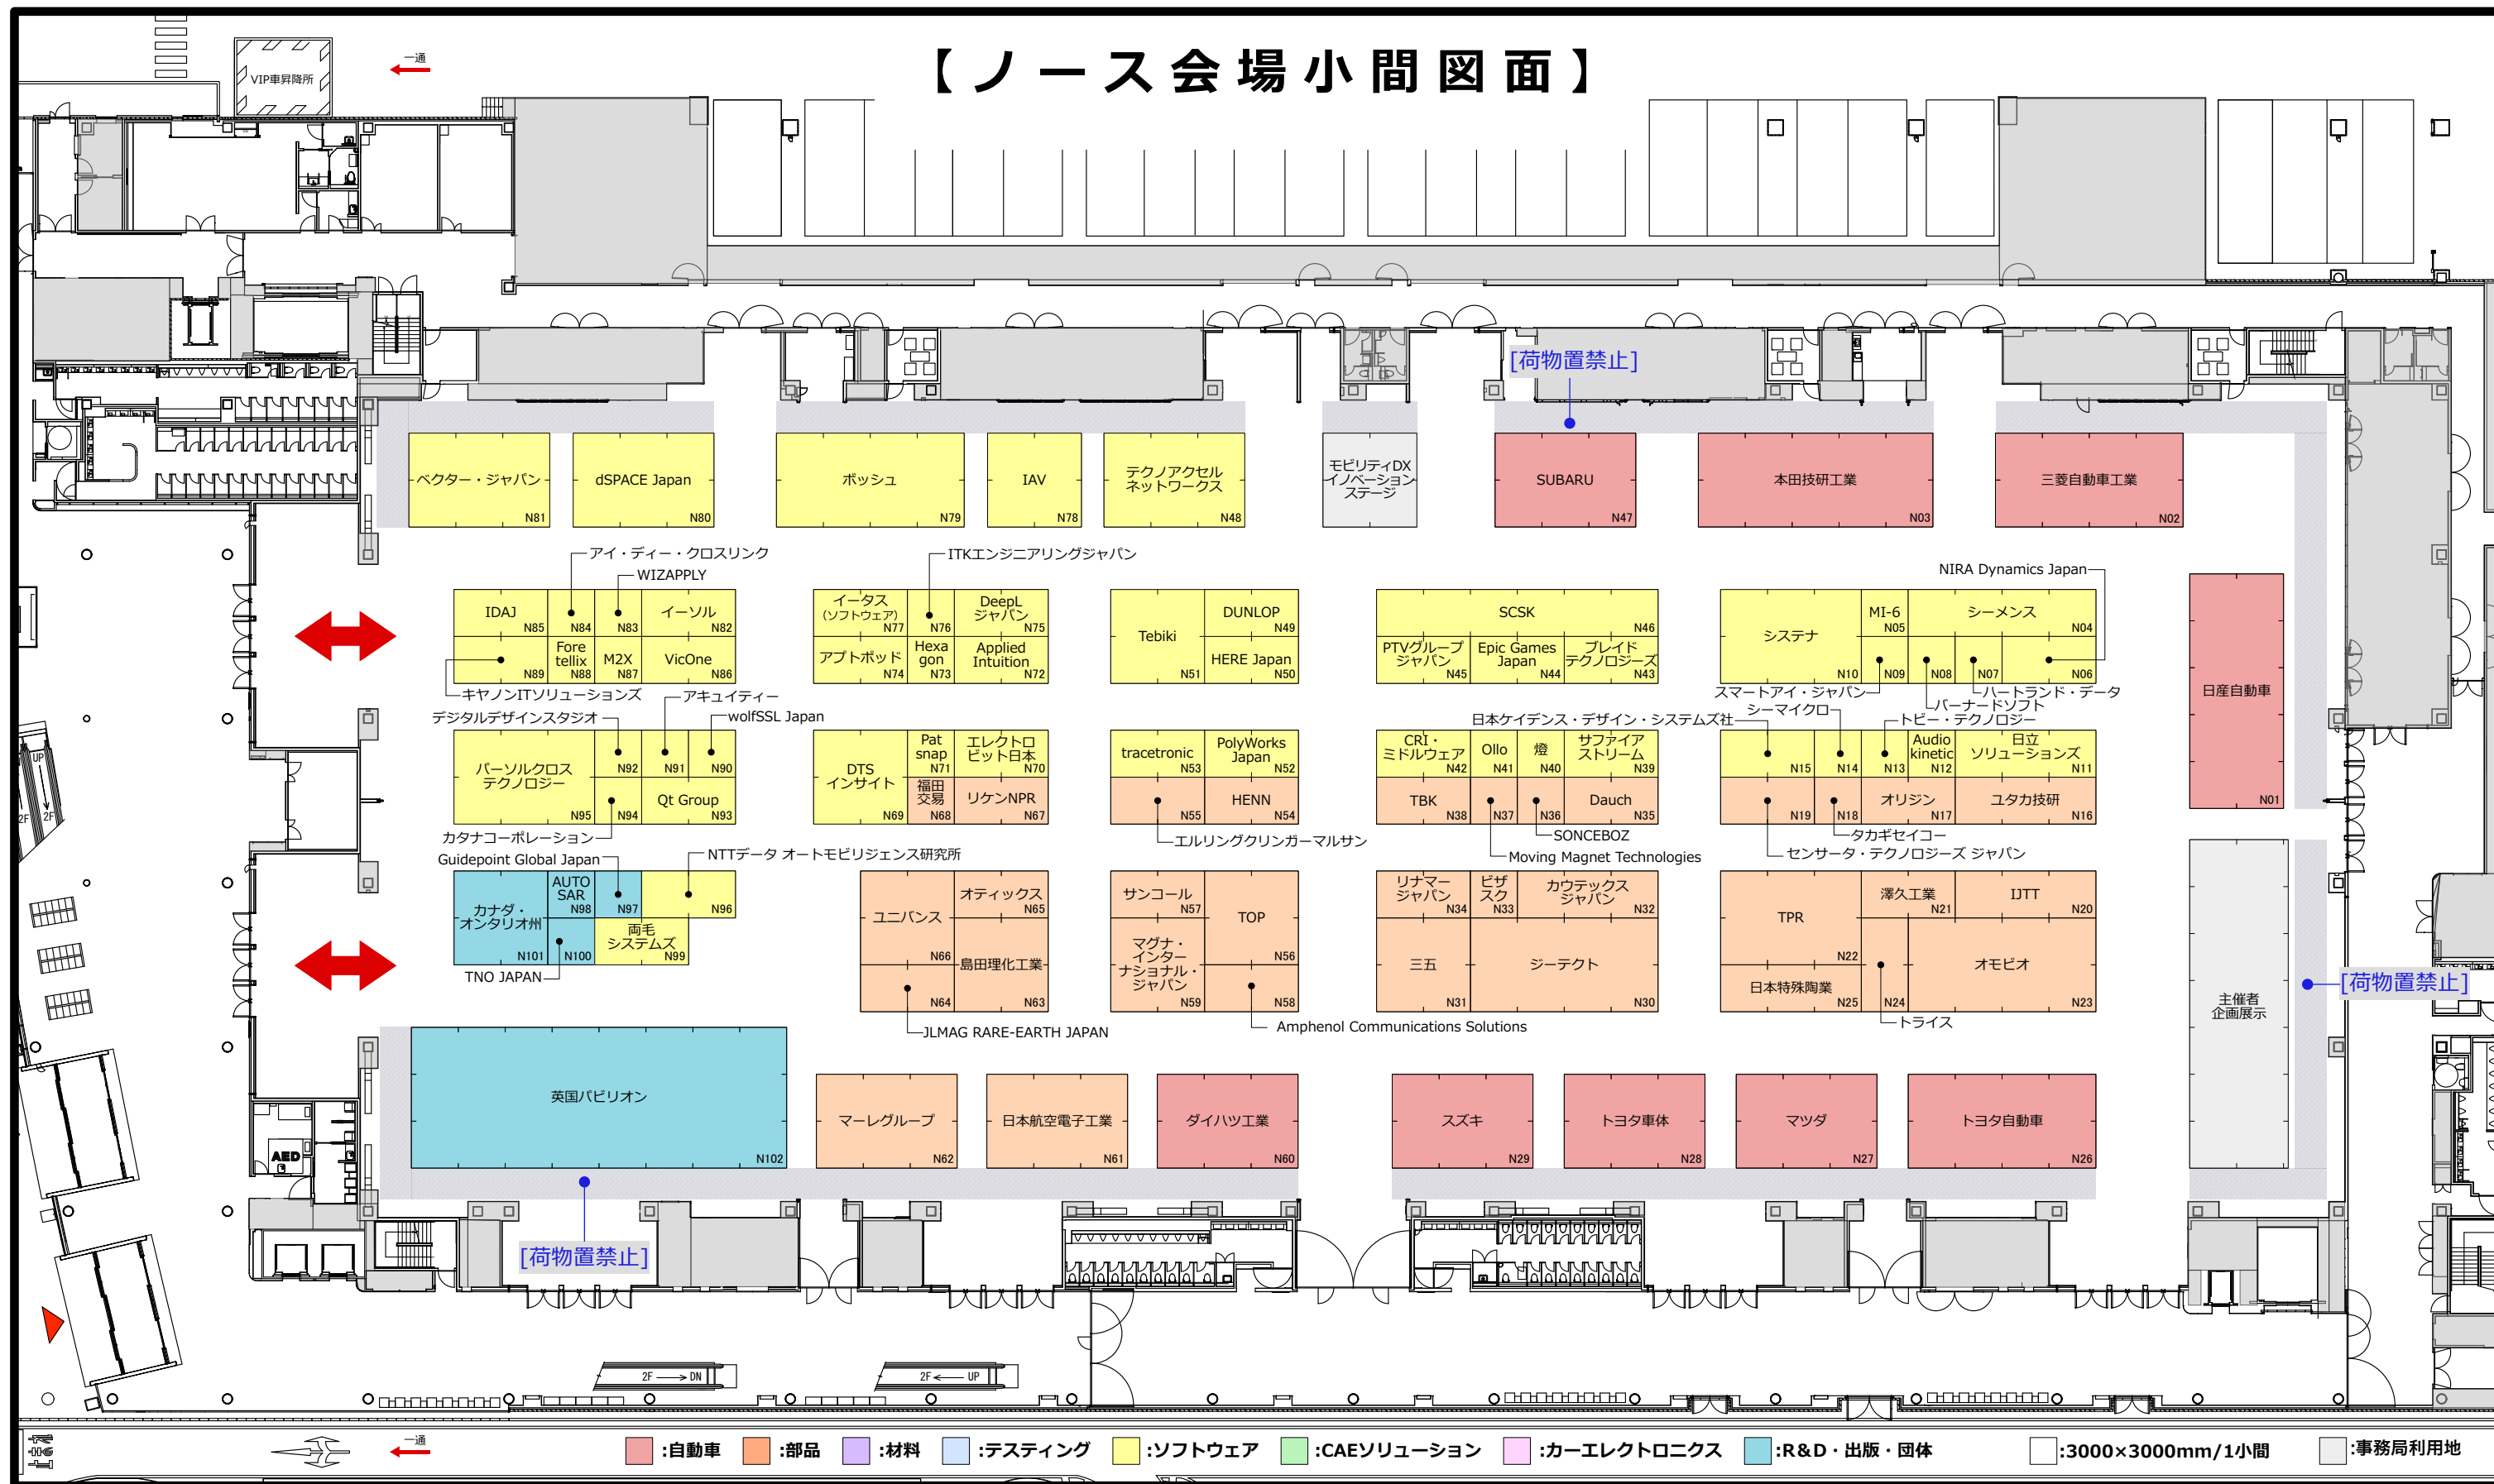 【ノース会場小間図面】
VIP車昇降所
一通
[荷物置禁止]
ベクター・ジャパン
N81
dSPACE Japan
N80
ボッシュ
N79
IAV
N78
テクノアクセル
ネットワークス
N48
モビリティDX
イノベーション
ステージ
SUBARU
N47
本田技研工業
N03
三菱自動車工業
N02
アイ・ディー・クロスリンク
WIZAPPLY
ITKエンジニアリングジャパン
NIRA Dynamics Japan
IDAJ
N85
N84
N83
イーソル
N82
N89
Fore
tellix
N88
M2X
N87
VicOne
N86
キヤノンITソリューションズ
イータス
(ソフトウェア)
N77
N76
DeepL
ジャパン
N75
アプトポッド
N74
Hexa
gon
N73
Applied
Intuition
N72
Tebiki
N51
DUNLOP
N49
HERE Japan
N50
SCSK
N46
PTVグループ
ジャパン
N45
Epic Games
Japan
N44
ブレイド
テクノロジーズ
N43
システナ
N10
MI-6
N05
シーメンス
N04
N09
N08
N07
N06
スマートアイ・ジャパン
バーナードソフト
ハートランド・データ
日産自動車
N01
デジタルデザインスタジオ
アキュイティー
wolfSSL Japan
日本ケイデンス・デザイン・システムズ社
シーマイクロ
トビー・テクノロジー
パーソルクロス
テクノロジー
N95
N92
N91
N90
N94
Qt Group
N93
カタナコーポレーション
DTS
インサイト
N69
Pat
snap
N71
エレクトロ
ビット日本
N70
福田
交易
N68
リケンNPR
N67
tracetronic
N53
PolyWorks
Japan
N52
N55
HENN
N54
エルリングクリンガーマルサン
CRI・
ミドルウェア
N42
Ollo
N41
燈
N40
サファイア
ストリーム
N39
TBK
N38
N37
N36
Dauch
N35
SONCEBOZ
Moving Magnet Technologies
N15
N14
N13
Audio
kinetic
N12
日立
ソリューションズ
N11
N19
N18
オリジン
N17
ユタカ技研
N16
タカギセイコー
センサータ・テクノロジーズ ジャパン
Guidepoint Global Japan
NTTデータ オートモビリジェンス研究所
カナダ・
オンタリオ州
N101
AUTO
SAR
N98
N97
N96
N100
両毛
システムズ
N99
TNO JAPAN
ユニバンス
N66
オティックス
N65
N64
島田理化工業
N63
JLMAG RARE-EARTH JAPAN
サンコール
N57
TOP
N56
マグナ・
インター
ナショナル・
ジャパン
N59
N58
Amphenol Communications Solutions
リナマー
ジャパン
N34
ビザ
スク
N33
カウテックス
ジャパン
N32
三五
N31
ジーテクト
N30
TPR
N22
澤久工業
N21
IJTT
N20
日本特殊陶業
N25
N24
オモビオ
N23
トライス
主催者
企画展示
[荷物置禁止]
英国パビリオン
N102
マーレグループ
N62
日本航空電子工業
N61
ダイハツ工業
N60
スズキ
N29
トヨタ車体
N28
マツダ
N27
トヨタ自動車
N26
[荷物置禁止]
AED
UP
2F
2F
2F
DN
2F
UP
一通
:自動車
:部品
:材料
:テスティング
:ソフトウェア
:CAEソリューション
:カーエレクトロニクス
:R&D・出版・団体
:3000×3000mm/1小間
:事務局利用地